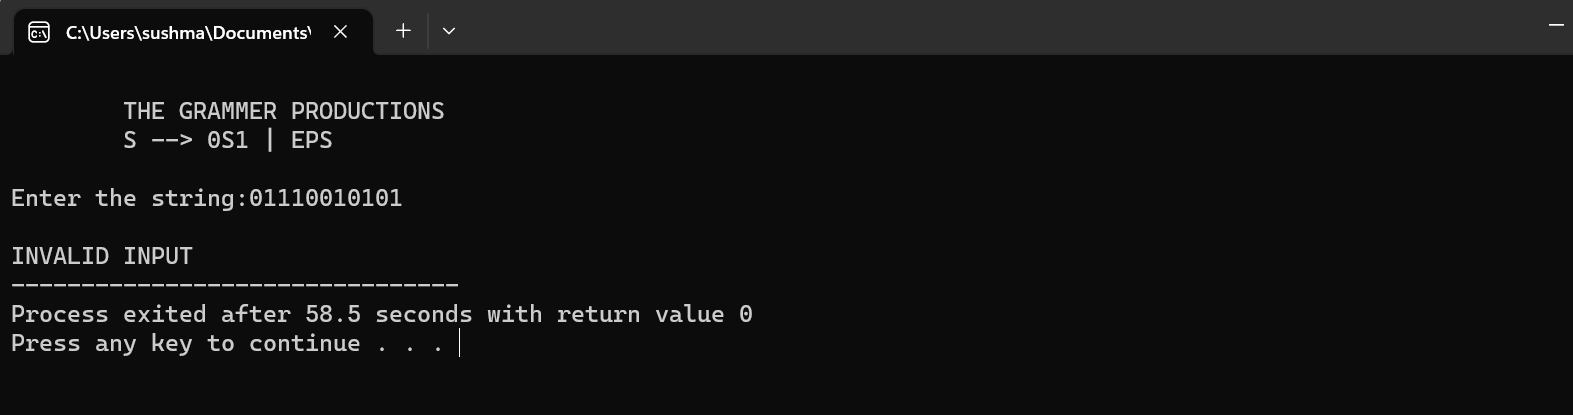 C:\Users\sushma\Documents\
THE GRAMMER PRODUCTIONS
S --> 0S1 | EPS
Enter the string:01110010101
INVALID INPUT
--------------------------------
Process exited after 58.5 seconds with return value 0
Press any key to continue . . .